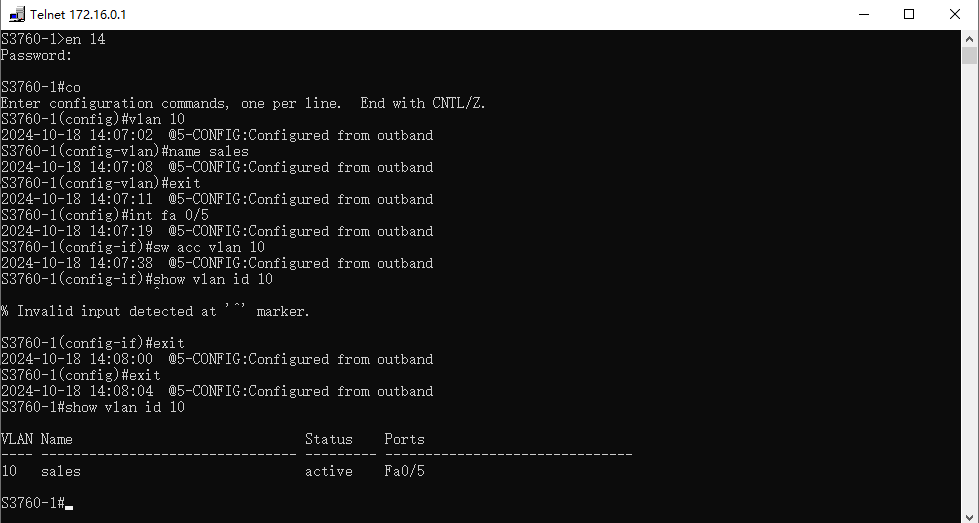 Telnet 172.16.0.1
S3760-1>en 14
Password:
S3760-1#co
Enter configuration commands, one per line.  End with CNTL/Z.
S3760-1(config)#vlan 10
2024-10-18 14:07:02  @5-CONFIG:Configured from outband
S3760-1(config-vlan)#name sales
2024-10-18 14:07:08  @5-CONFIG:Configured from outband
S3760-1(config-vlan)#exit
2024-10-18 14:07:11  @5-CONFIG:Configured from outband
S3760-1(config)#int fa 0/5
2024-10-18 14:07:19  @5-CONFIG:Configured from outband
S3760-1(config-if)#sw acc vlan 10
2024-10-18 14:07:38  @5-CONFIG:Configured from outband
S3760-1(config-if)#show vlan id 10
^
% Invalid input detected at '^' marker.
S3760-1(config-if)#exit
2024-10-18 14:08:00  @5-CONFIG:Configured from outband
S3760-1(config)#exit
2024-10-18 14:08:04  @5-CONFIG:Configured from outband
S3760-1#show vlan id 10
VLAN Name                             Status    Ports
---- -------------------------------- --------- -------------------------------
10   sales                            active    Fa0/5
S3760-1#